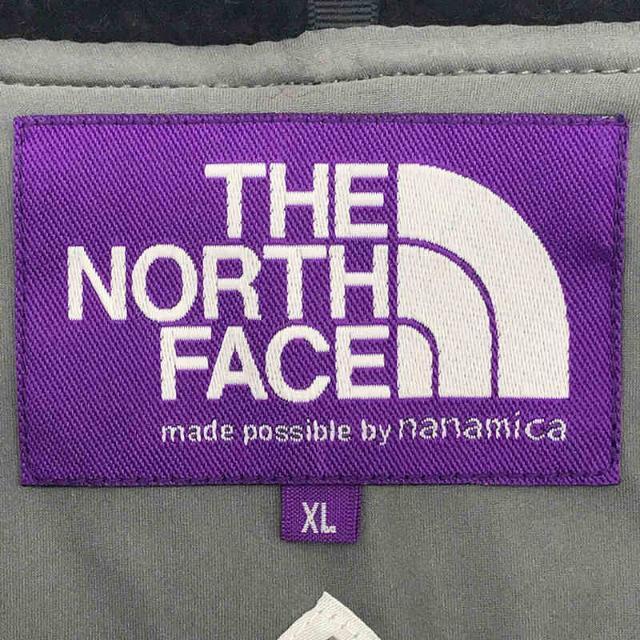 THE
NORTH
FACE
made possible by nanamica
XL